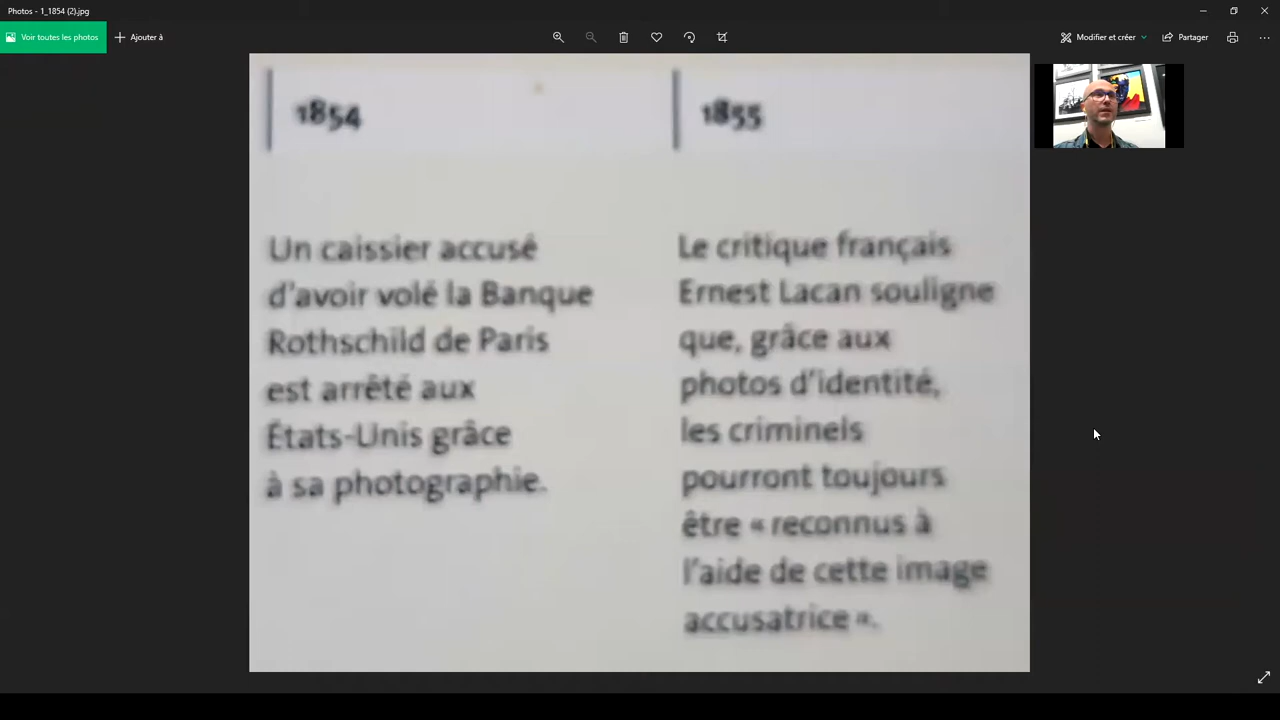 Photos - 1_1854 (2).jpg
Voir toutes les photos
Ajouter à
Modifier et créer
Partager
1854
Un caissier accusé
d'avoir volé la Banque
Rothschild de Paris
est arrêté aux
États-Unis grâce
à sa photographie.
1855
Le critique français
Ernest Lacan souligne
que, grâce aux
photos d'identité,
les criminels
pourront toujours
être « reconnus à
l'aide de cette image
accusatrice «.